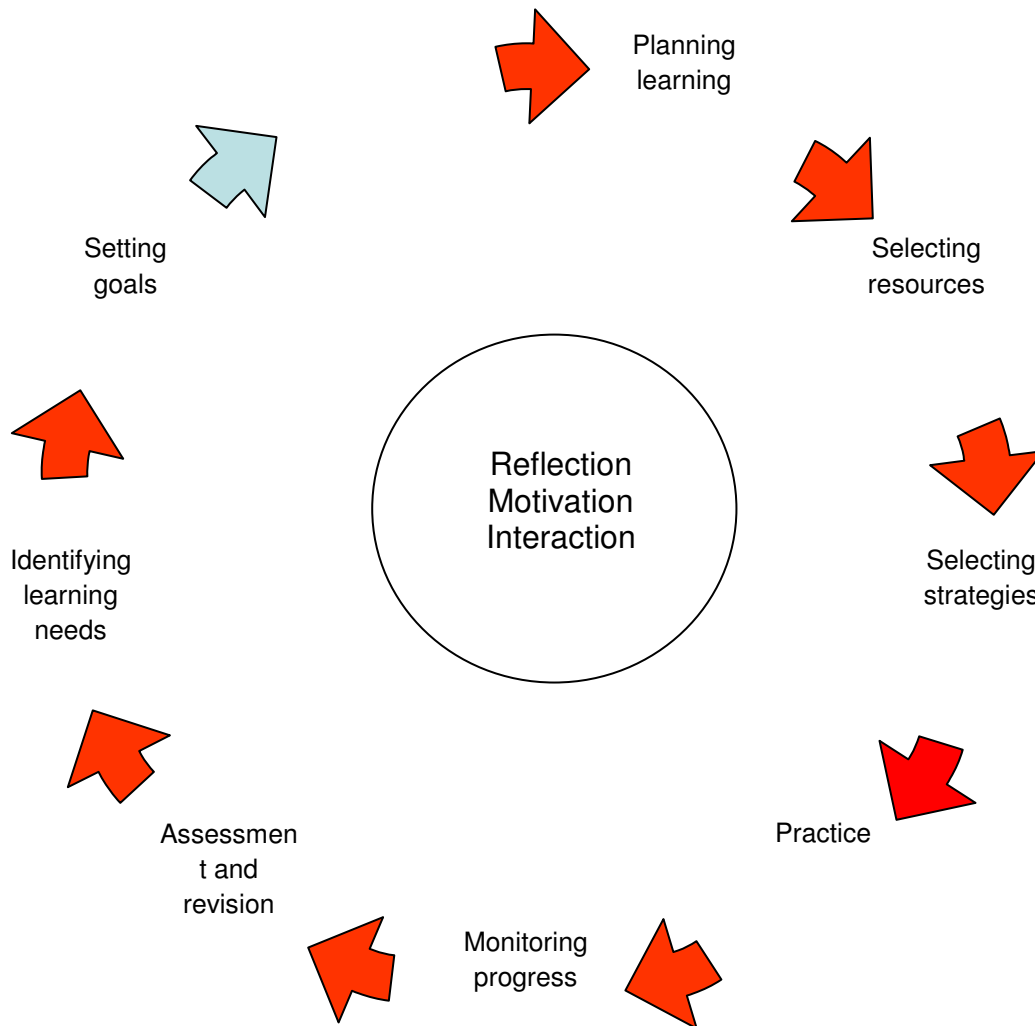 Planning
learning
Selecting
resources
Setting
goals
Reflection
Motivation
Interaction
Identifying
learning
needs
Selecting
strategies
Assessmen
t and
revision
Practice
Monitoring
progress